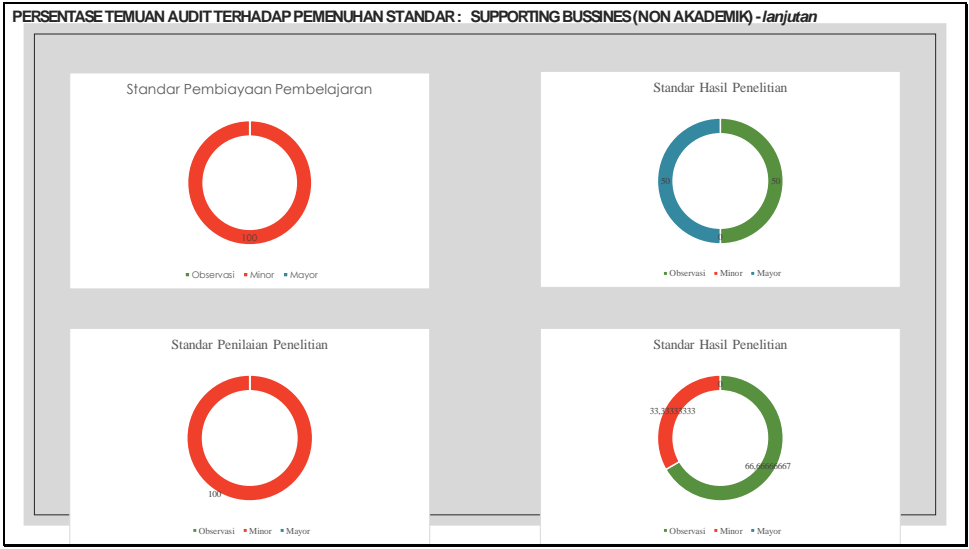 PERSENTASE TEMUAN AUDIT TERHADAP PEMENUHAN STANDAR : SUPPORTING BUSSINES (NON AKADEMIK) - lanjutan
Standar Pembiayaan Pembelajaran
100
Observasi Minor Mayor
Standar Hasil Penelitian
50
50
0
Observasi Minor Mayor
Standar Penilaian Penelitian
100
Observasi Minor Mayor
Standar Hasil Penelitian
0
33,33333333
66,66666667
Observasi Minor Mayor